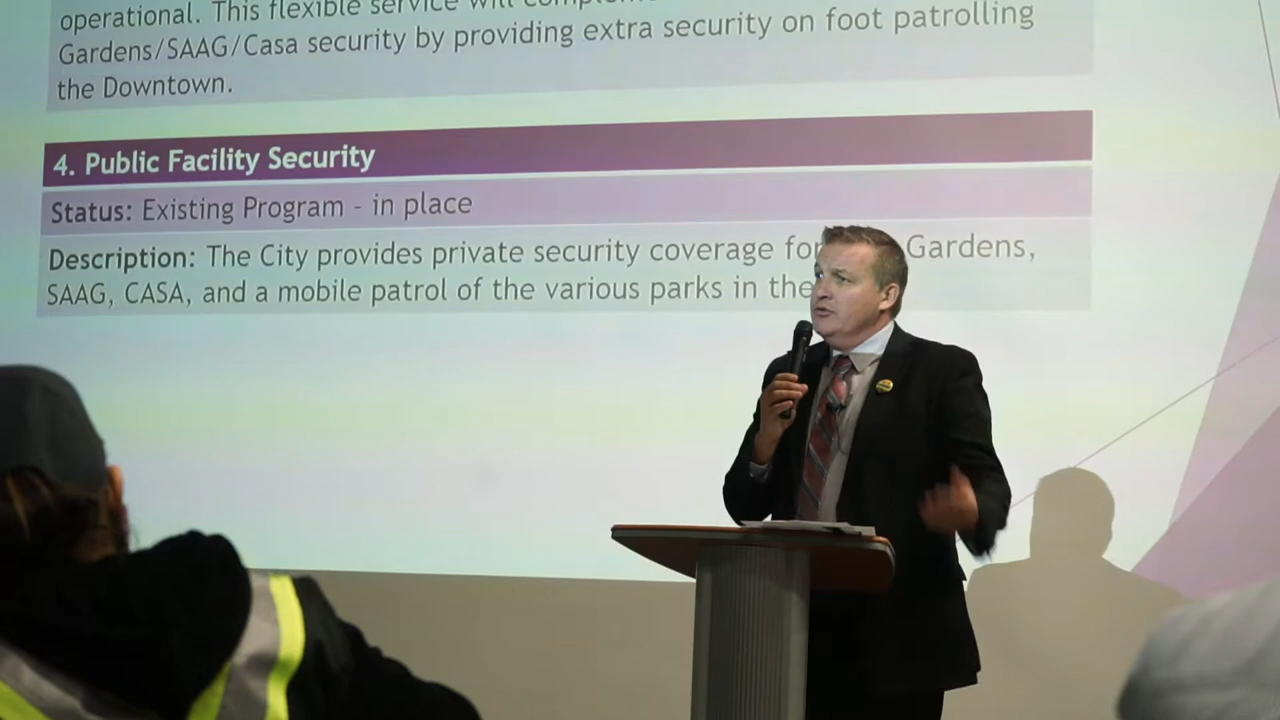 operational. This flexible service will
Gardens/SAAG/Casa security by providing extra security on foot patrolling
the Downtown.
4. Public Facility Security
Status: Existing Program - in place
Description: The City provides private security coverage for Gardens,
SAAG, CASA, and a mobile patrol of the various parks in the